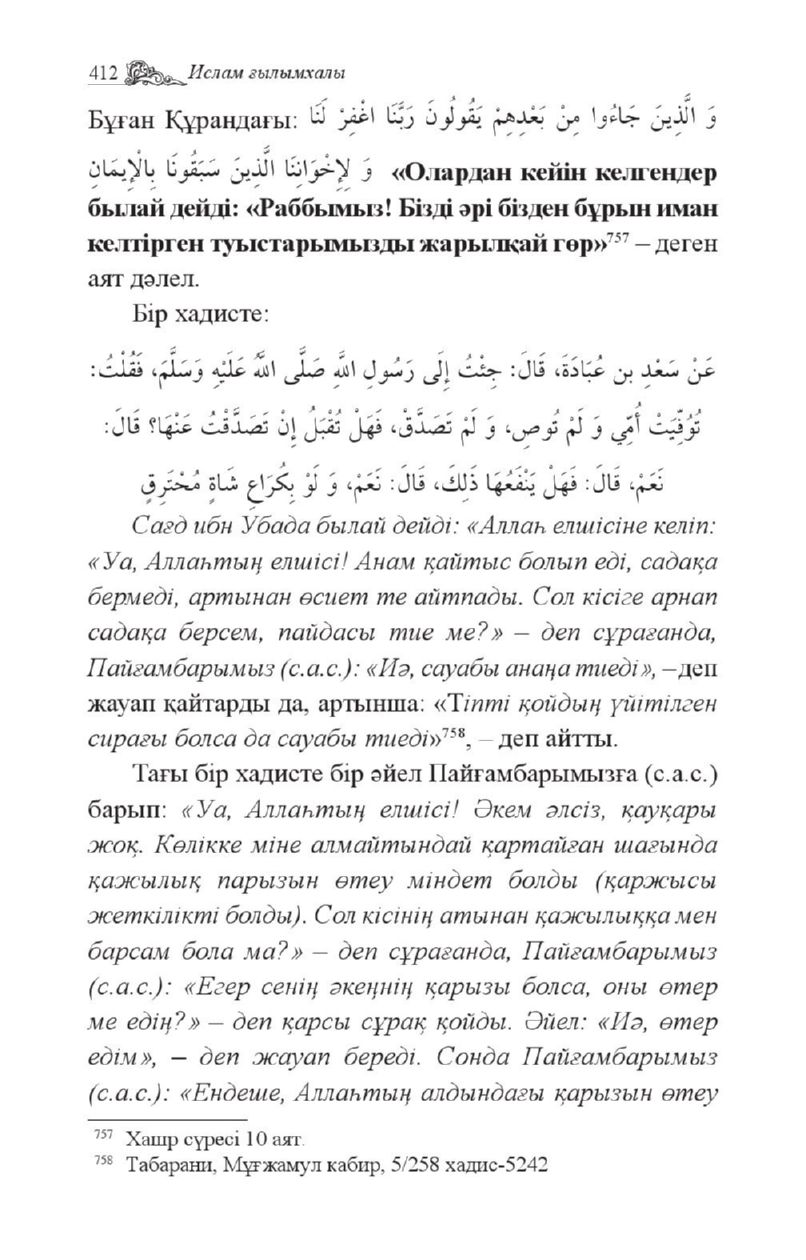 412 Ислам ғылымхалы
Бұған Құрандағы: وَ الَّذِينَ جَاءُوا مِنْ بَعْدِهِمْ يَقُولُونَ رَبَّنَا اغْفِرْ لَنَا
وَ لِإخْوَانِنَا الَّذِينَ سَبَقُونَا بِالْإِيمَانِ «Олардан кейін келгендер
былай дейді: «Раббымыз! Бізді әрі бізден бұрын иман
келтірген туыстарымызды жарылқай гөр»⁷⁵⁷ – деген
аят дәлел.
Бір хадисте:
عَنْ سَعْدِ بن عُبَادَةَ، قَالَ: جِئْتُ إِلَى رَسُولِ اللَّهِ صَلَّى اللَّهُ عَلَيْهِ وَسَلَّمَ، فَقُلْتُ:
تُوُفِّيَتْ أُمِّي وَ لَمْ تُوصِ، وَ لَمْ تَصَدَّقْ، فَهَلْ تُقْبَلُ إِنْ تَصَدَّقْتُ عَنْهَا؟ قَالَ:
نَعَمْ، قَالَ: فَهَلْ يَنْفَعُهَا ذَلِكَ، قَالَ: نَعَمْ، وَ لَوْ بِكُرَاعِ شَاةٍ مُحْتَرِقٍ
Сағд ибн Убада былай дейді: «Аллаһ елшісіне келіп:
«Уа, Аллаһтың елшісі! Анам қайтыс болып еді, садақа
бермеді, артынан өсиет те айтпады. Сол кісіге арнап
садақа берсем, пайдасы тие ме?» – деп сұрағанда,
Пайғамбарымыз (с.а.с.): «Иә, сауабы анаңа тиеді», –деп
жауап қайтарды да, артынша: «Тіпті қойдың үйітілген
сирағы болса да сауабы тиеді»⁷⁵⁸, – деп айтты.
Тағы бір хадисте бір әйел Пайғамбарымызға (с.а.с.)
барып: «Уа, Аллаһтың елшісі! Әкем әлсіз, қауқары
жоқ. Көлікке міне алмайтындай қартайған шағында
қажылық парызын өтеу міндет болды (қаржысы
жеткілікті болды). Сол кісінің атынан қажылыққа мен
барсам бола ма?» – деп сұрағанда, Пайғамбарымыз
(с.а.с.): «Егер сенің әкеңнің қарызы болса, оны өтер
ме едің?» – деп қарсы сұрақ қойды. Әйел: «Иә, өтер
едім», – деп жауап береді. Сонда Пайғамбарымыз
(с.а.с.): «Ендеше, Аллаһтың алдындағы қарызын өтеу
⁷⁵⁷ Хашр сүресі 10 аят.
⁷⁵⁸ Табарани, Мұғжамул кабир, 5/258 хадис-5242